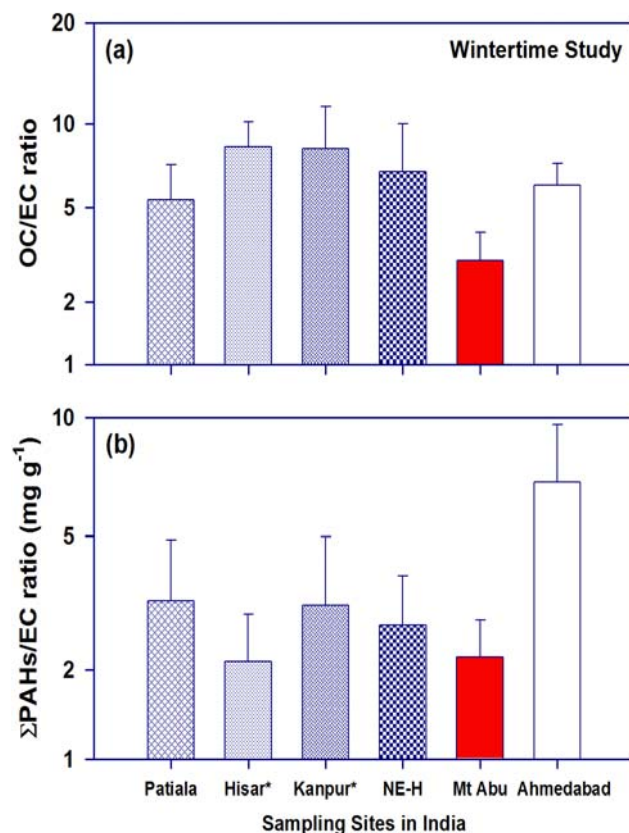 20
(a)
Wintertime Study
10
OC/EC ratio
5
2
1
10
(b)
ΣPAHs/EC ratio (mg g⁻¹)
5
2
1
Patiala Hisar* Kanpur* NE-H Mt Abu Ahmedabad
Sampling Sites in India